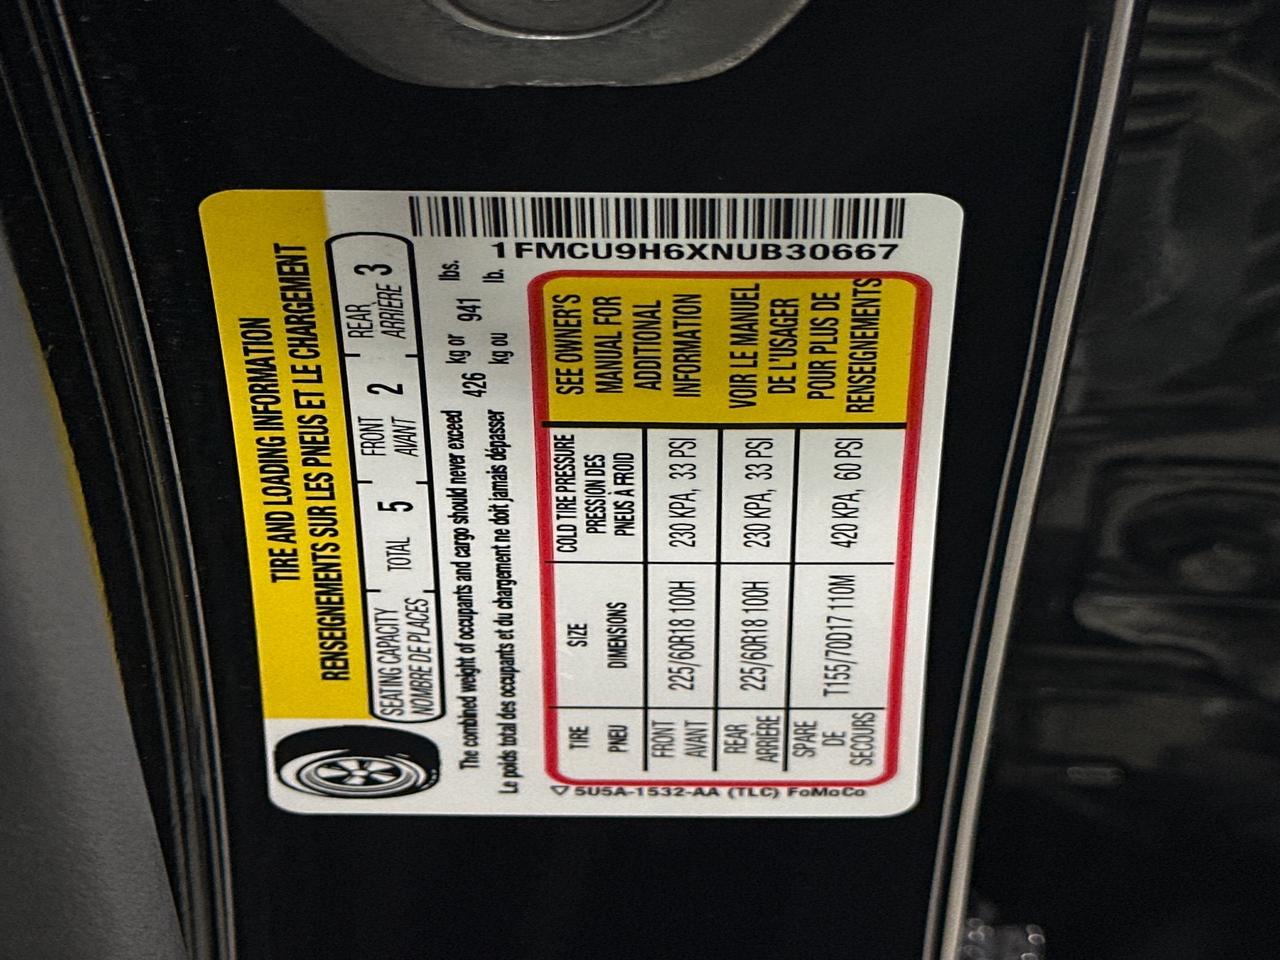 TIRE AND LOADING INFORMATION
RENSEIGNEMENTS SUR LES PNEUS ET LE CHARGEMENT
SEATING CAPACITY
NOMBRE DE PLACES
TOTAL 5
FRONT
AVANT
2
REAR
ARRIÈRE
3
The combined weight of occupants and cargo should never exceed
Le poids total des occupants et du chargement ne doit jamais dépasser
426
kg or
kg ou
941
lbs.
lb.
1FMCU9H6XNUB30667
TIRE
PNEU
SIZE
DIMENSIONS
COLD TIRE PRESSURE
PRESSION DES
PNEUS À FROID
FRONT
AVANT
225/60R18 100H
230 KPA, 33 PSI
REAR
ARRIÈRE
225/60R18 100H
230 KPA, 33 PSI
SPARE
DE
SECOURS
T155/70D17 110M
420 KPA, 60 PSI
SEE OWNER'S
MANUAL FOR
ADDITIONAL
INFORMATION
VOIR LE MANUEL
DE L'USAGER
POUR PLUS DE
RENSEIGNEMENTS
5U5A-1532-AA (TLC) FoMoCo